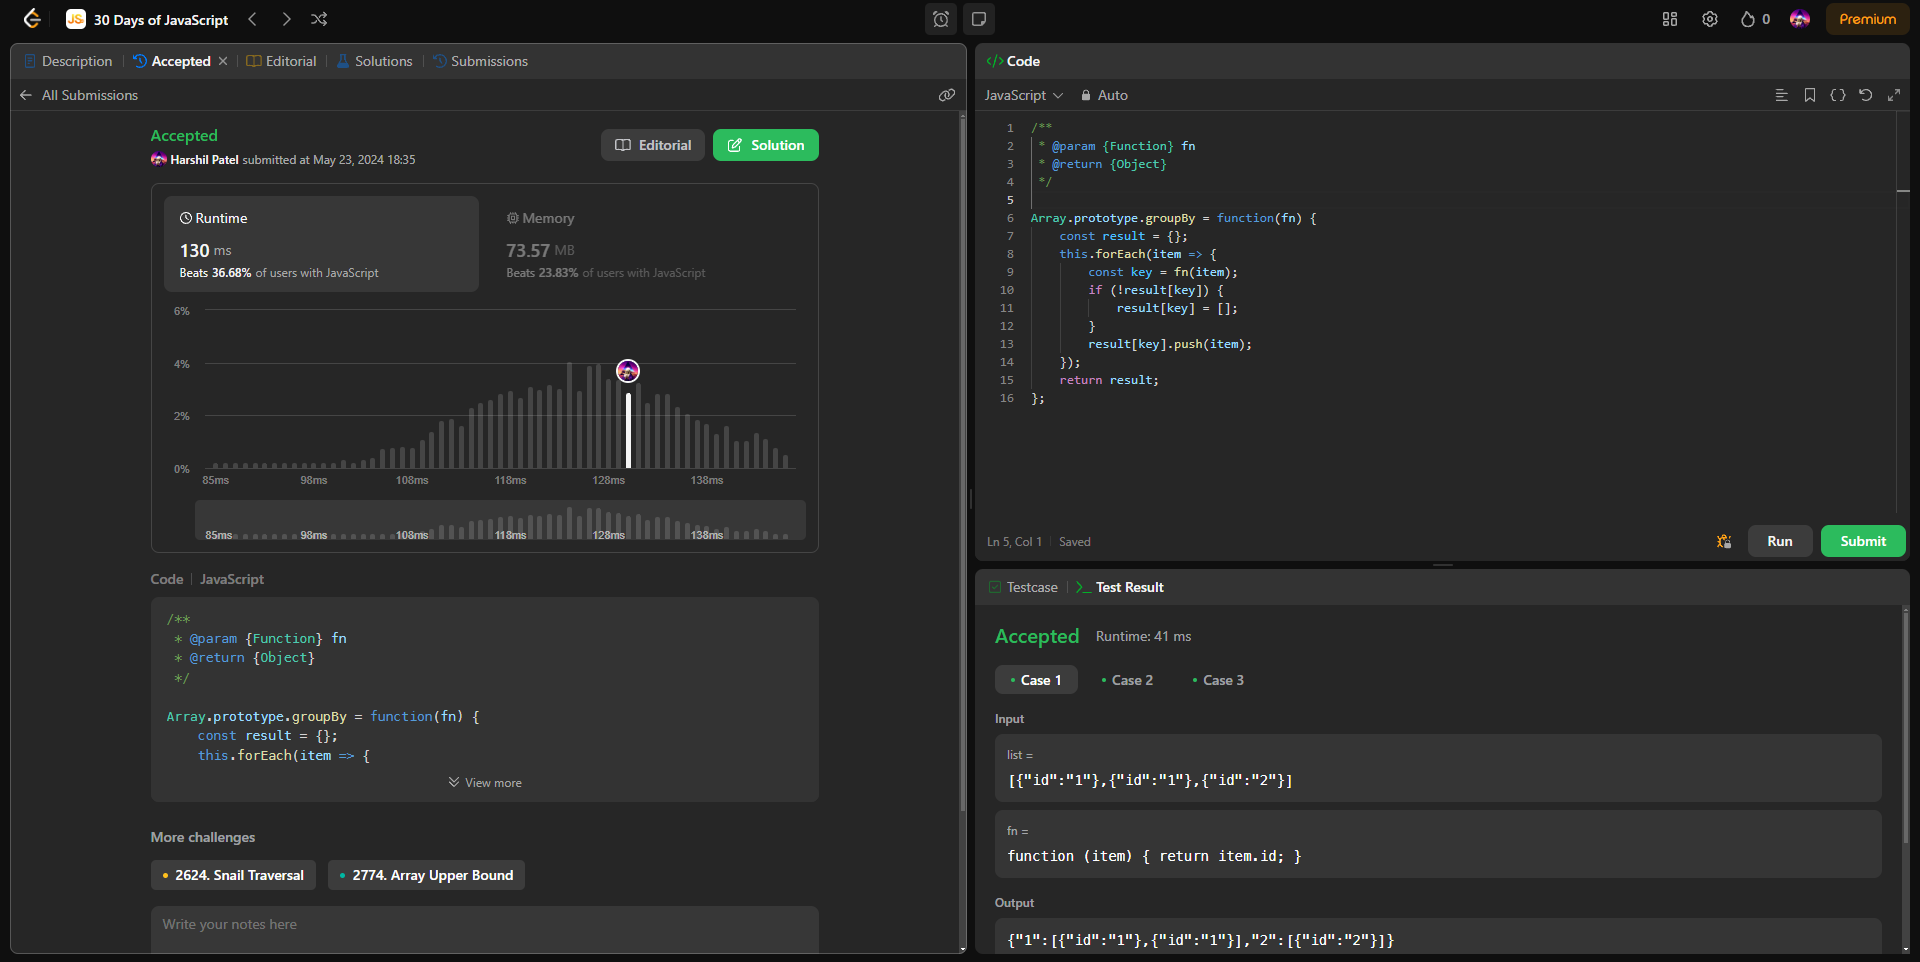 JS 30 Days of JavaScript
0
Premium
Description
Accepted
Editorial
Solutions
Submissions
All Submissions
Accepted
Harshil Patel submitted at May 23, 2024 18:35
Editorial
Solution
Runtime
130 ms
Beats 36.68% of users with JavaScript
Memory
73.57 MB
Beats 23.83% of users with JavaScript
6%
4%
2%
0%
85ms 98ms 108ms 118ms 128ms 138ms
85ms 98ms 108ms 118ms 128ms 138ms
Code | JavaScript
/**
 * @param {Function} fn
 * @return {Object}
 */
Array.prototype.groupBy = function(fn) {
    const result = {};
    this.forEach(item => {
View more
More challenges
2624. Snail Traversal
2774. Array Upper Bound
Write your notes here
</> Code
JavaScript
Auto
1 /**
2  * @param {Function} fn
3  * @return {Object}
4  */
5
6 Array.prototype.groupBy = function(fn) {
7     const result = {};
8     this.forEach(item => {
9         const key = fn(item);
10         if (!result[key]) {
11             result[key] = [];
12         }
13         result[key].push(item);
14     });
15     return result;
16 };
Ln 5, Col 1 | Saved
Run
Submit
Testcase
>_ Test Result
Accepted Runtime: 41 ms
Case 1
Case 2
Case 3
Input
list =
[{"id":"1"},{"id":"1"},{"id":"2"}]
fn =
function (item) { return item.id; }
Output
{"1":[{"id":"1"},{"id":"1"}],"2":[{"id":"2"}]}